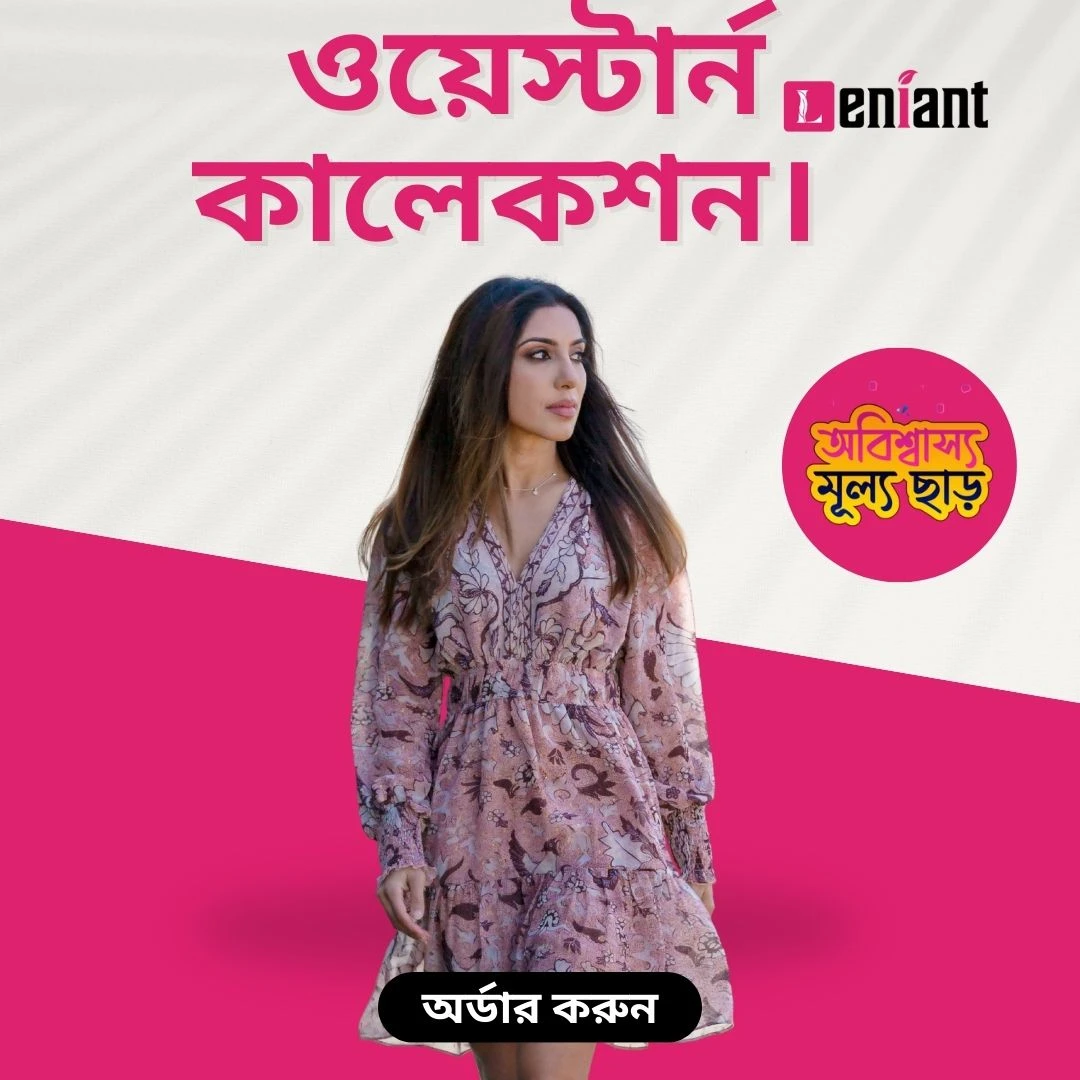 ওয়েস্টার্ন
Leniant
কালেকশন।
অবিশ্বাস্য
মূল্য ছাড়
অর্ডার করুন